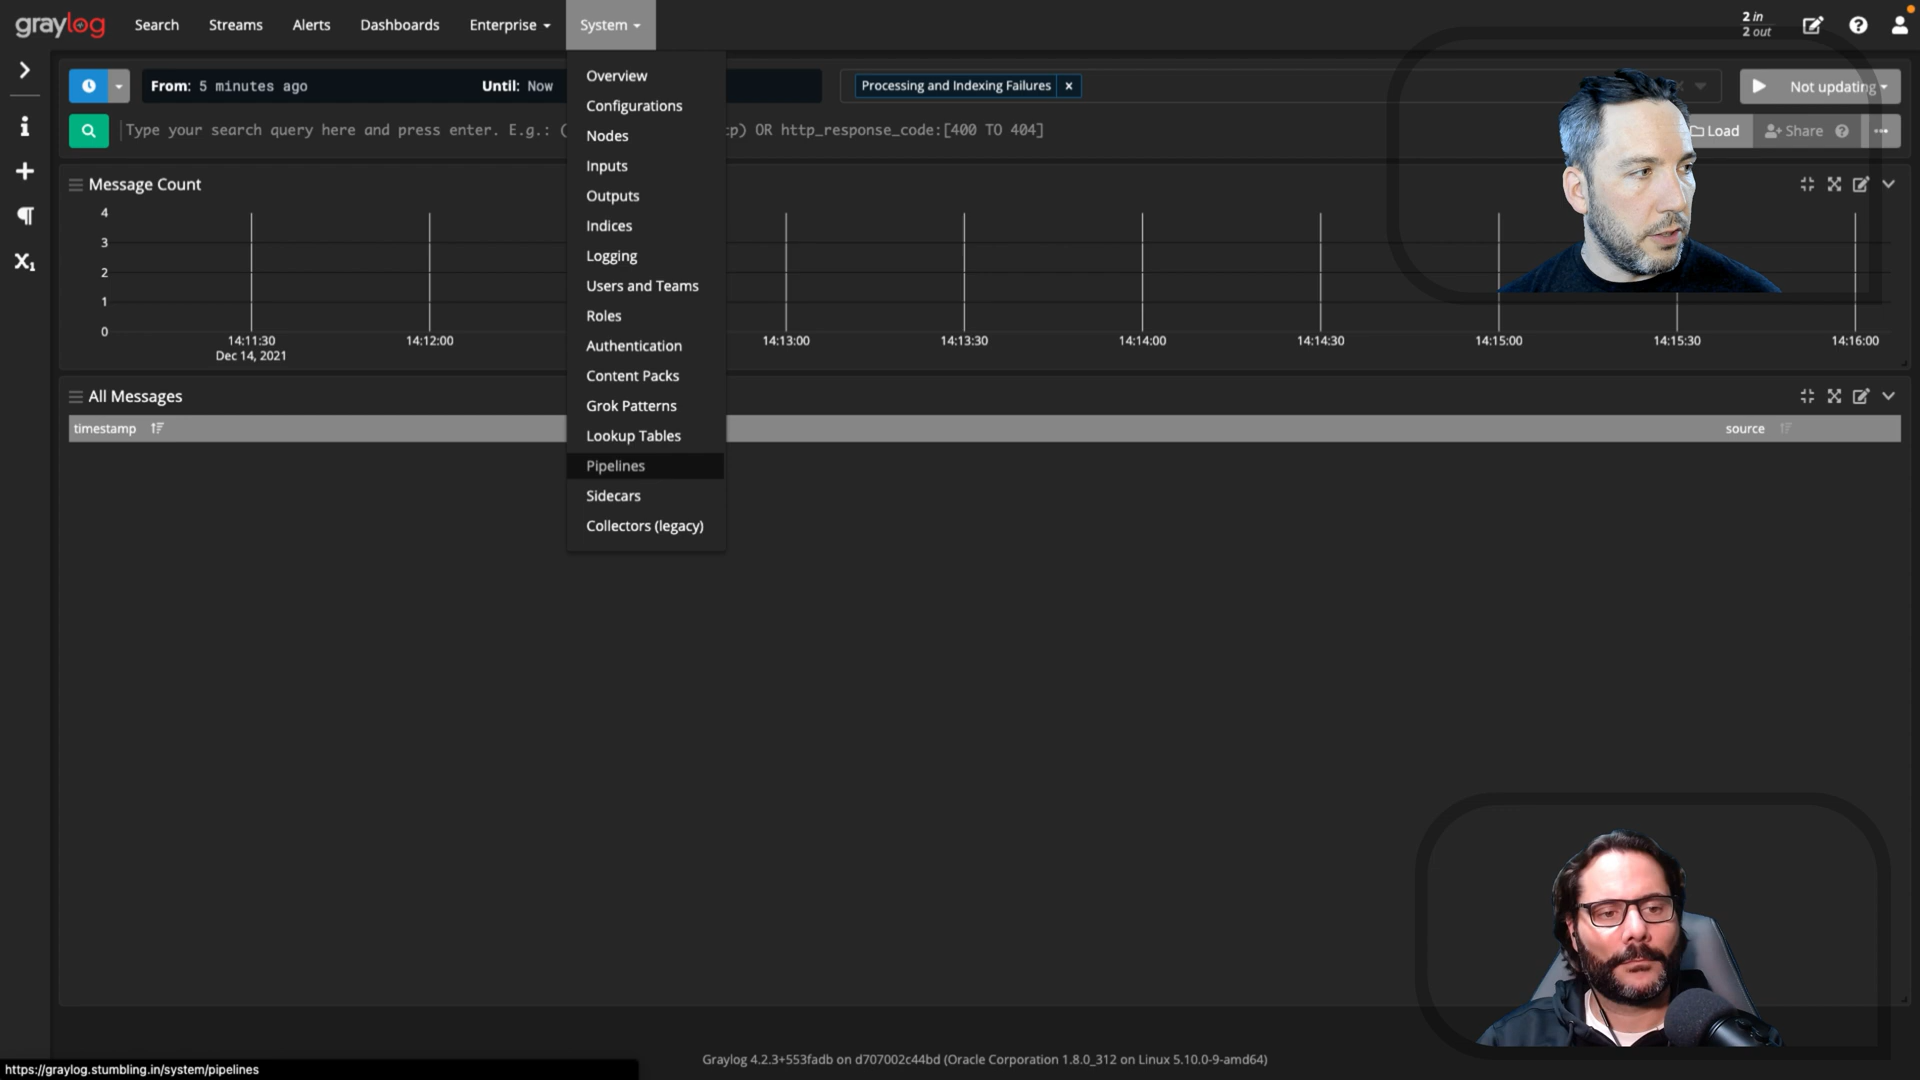 graylog Search Streams Alerts Dashboards Enterprise System 2 in
2 out
Overview
Configurations
Nodes
Inputs
Outputs
Indices
Logging
Users and Teams
Roles
Authentication
Content Packs
Grok Patterns
Lookup Tables
Pipelines
Sidecars
Collectors (legacy)
From: 5 minutes ago Until: Now Processing and Indexing Failures x Not updating
Type your search query here and press enter. E.g.: ( cp) OR http_response_code:[400 TO 404] Load Share
X1
Message Count
4
3
2
1
0
14:11:30 14:12:00 14:13:00 14:13:30 14:14:00 14:14:30 14:15:00 14:15:30 14:16:00
Dec 14, 2021
All Messages
timestamp source
Graylog 4.2.3+553fadb on d707002c44bd (Oracle Corporation 1.8.0_312 on Linux 5.10.0-9-amd64)
https://graylog.stumbling.in/system/pipelines